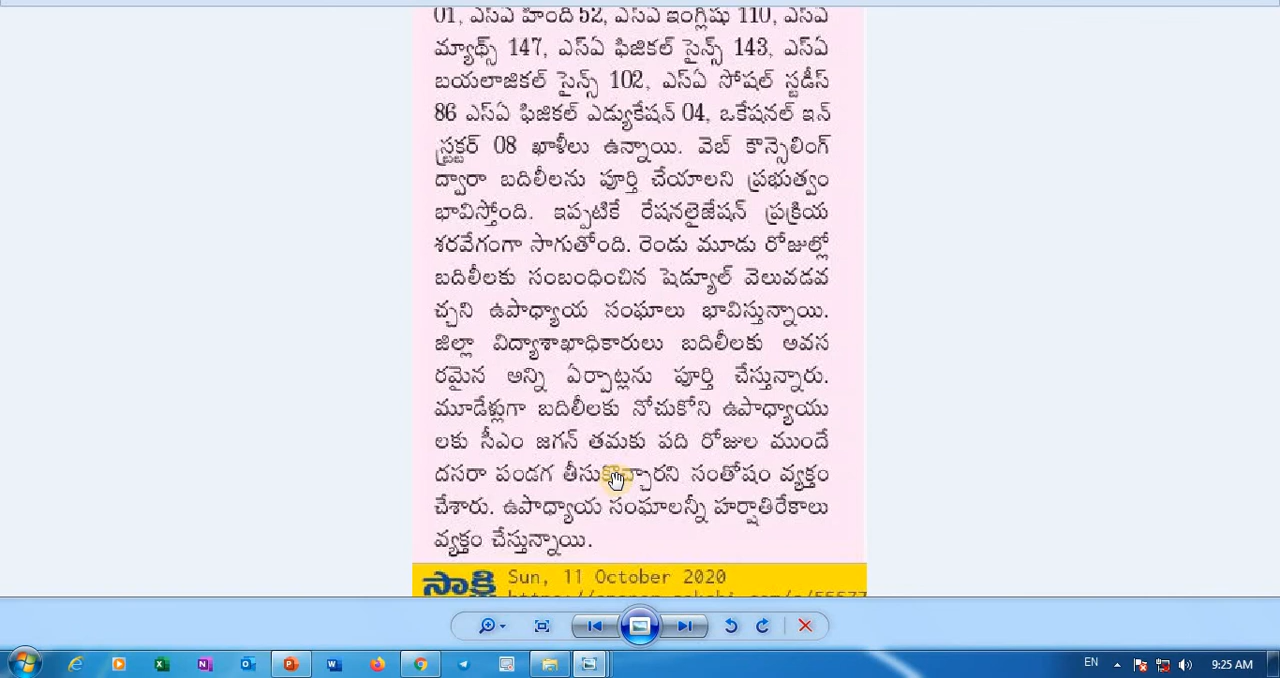 01, ఎస్ఏ హింది 52, ఎస్ఏ ఇంగ్లిషు 110, ఎస్ఏ
మ్యాథ్స్ 147, ఎస్ఏ ఫిజికల్ సైన్స్ 143, ఎస్ఏ
బయలాజికల్ సైన్స్ 102, ఎస్ఏ సోషల్ స్టడీస్
86 ఎస్ఏ ఫిజికల్ ఎడ్యుకేషన్ 04, ఒకేషనల్ ఇన్
స్ట్రక్టర్ 08 ఖాళీలు ఉన్నాయి. వెబ్ కౌన్సెలింగ్
ద్వారా బదిలీలను పూర్తి చేయాలని ప్రభుత్వం
భావిస్తోంది. ఇప్పటికే రేషనలైజేషన్ ప్రక్రియ
శరవేగంగా సాగుతోంది. రెండు మూడు రోజుల్లో
బదిలీలకు సంబంధించిన షెడ్యూల్ వెలువడవ
చ్చని ఉపాధ్యాయ సంఘాలు భావిస్తున్నాయి.
జిల్లా విద్యాశాఖాధికారులు బదిలీలకు అవస
రమైన అన్ని ఏర్పాట్లను పూర్తి చేస్తున్నారు.
మూడేళ్లుగా బదిలీలకు నోచుకోని ఉపాధ్యాయు
లకు సీఎం జగన్ తమకు పది రోజుల ముందే
దసరా పండగ తీసుకొచ్చారని సంతోషం వ్యక్తం
చేశారు. ఉపాధ్యాయ సంఘాలన్నీ హర్షాతిరేకాలు
వ్యక్తం చేస్తున్నాయి.
సాక్షి Sun, 11 October 2020
EN 9:25 AM